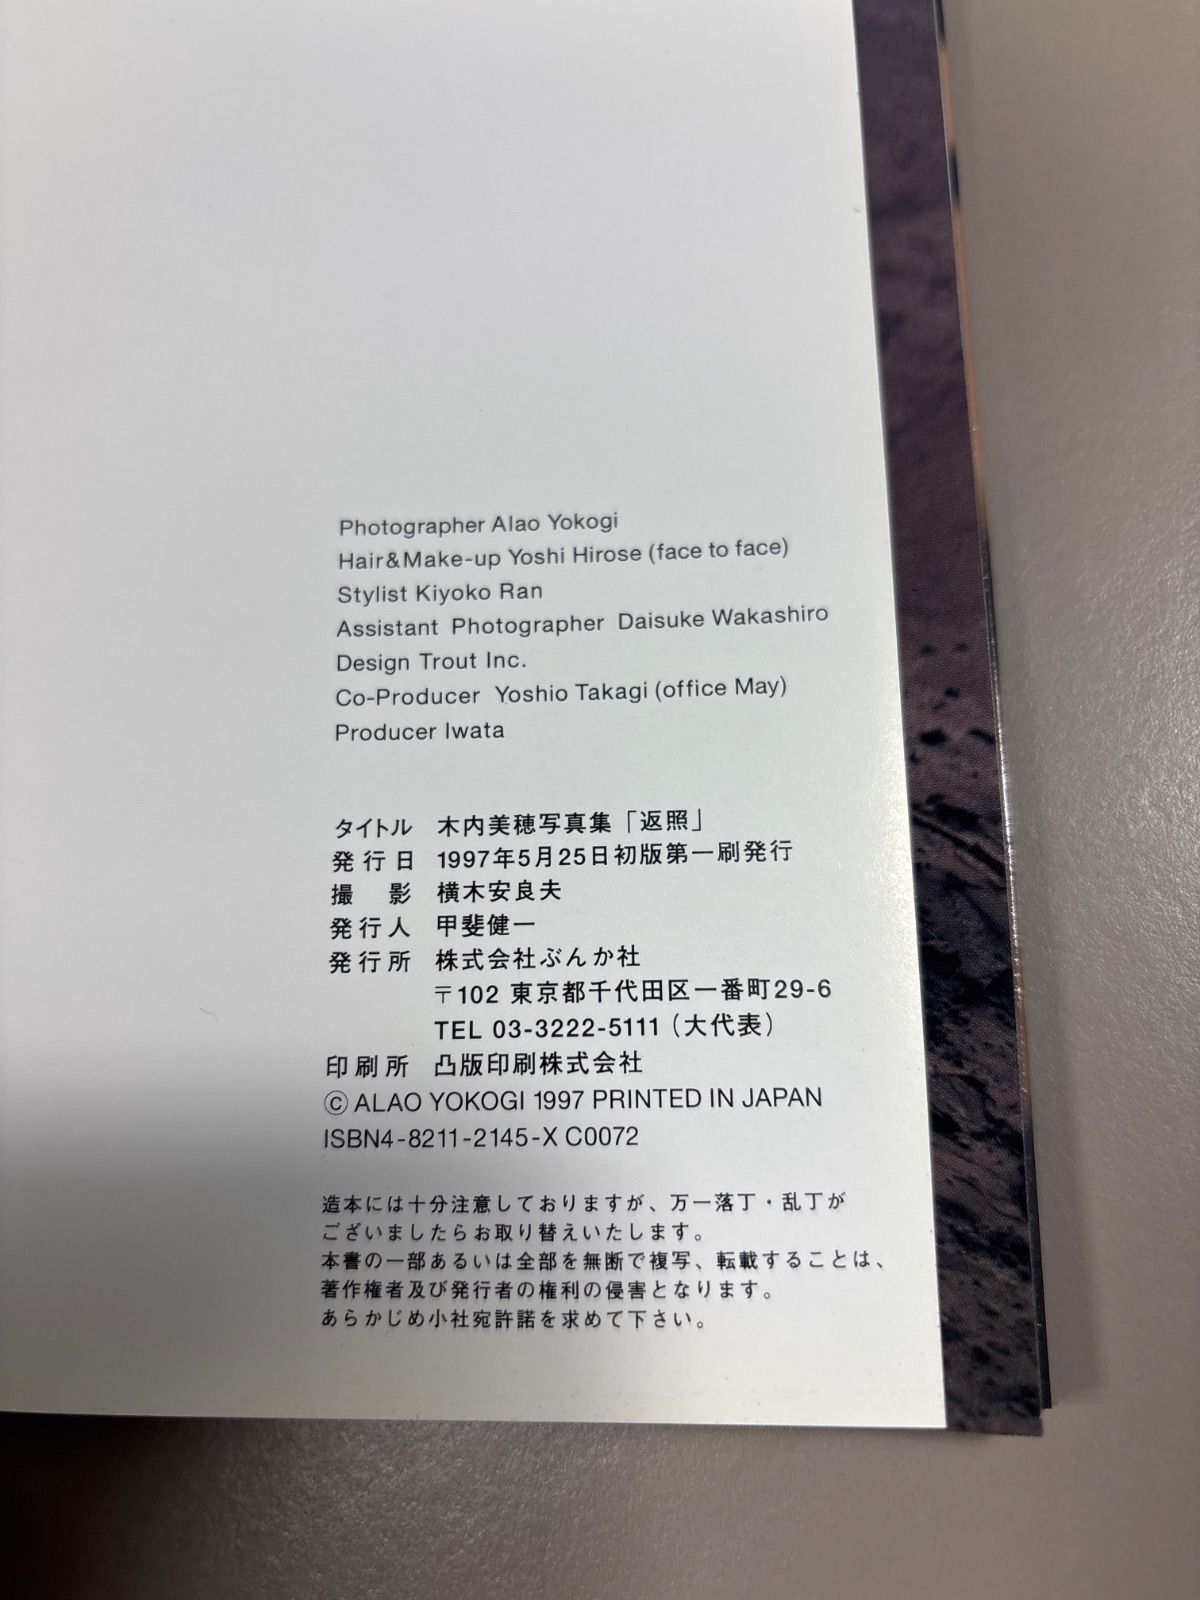 Photographer Alao Yokogi
Hair&Make-up Yoshi Hirose (face to face)
Stylist Kiyoko Ran
Assistant Photographer Daisuke Wakashiro
Design Trout Inc.
Co-Producer Yoshio Takagi (office May)
Producer Iwata
タイトル 木内美穂写真集「返照」
発行日 1997年5月25日初版第一刷発行
撮 影 横木安良夫
発行人 甲斐健一
発行所 株式会社ぶんか社
〒102 東京都千代田区一番町29-6
TEL 03-3222-5111（大代表）
印刷所 凸版印刷株式会社
© ALAO YOKOGI 1997 PRINTED IN JAPAN
ISBN4-8211-2145-X C0072
造本には十分注意しておりますが、万一落丁・乱丁が
ございましたらお取り替えいたします。
本書の一部あるいは全部を無断で複写、転載することは、
著作権者及び発行者の権利の侵害となります。
あらかじめ小社宛許諾を求めて下さい。